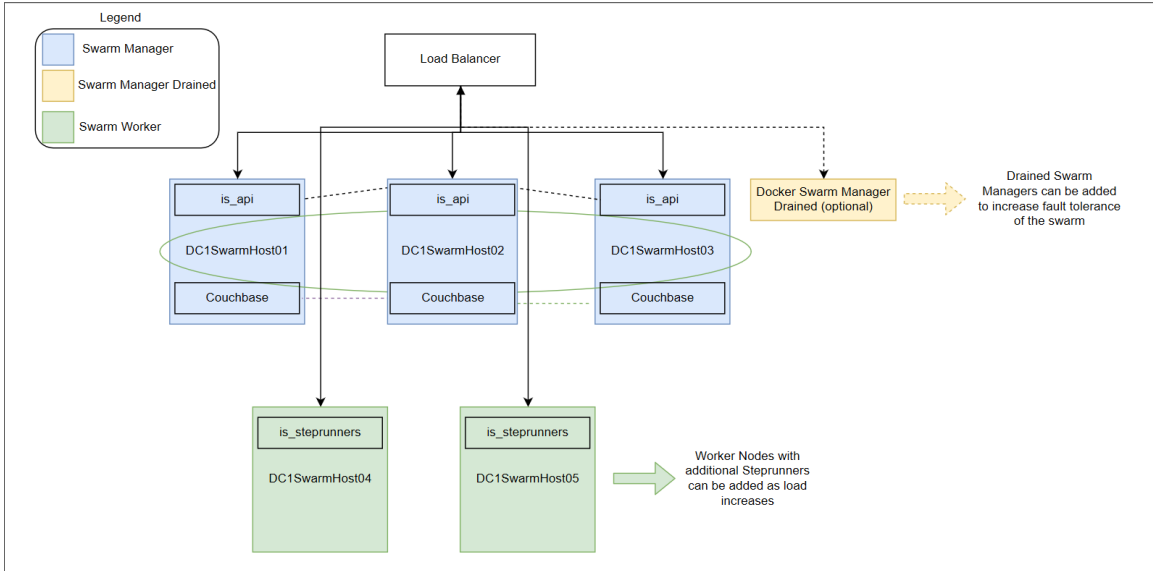 Legend
Swarm Manager
Swarm Manager Drained
Swarm Worker
Load Balancer
is_api
is_api
is_api
Docker Swarm Manager
Drained (optional)
Drained Swarm
Managers can be added
to increase fault tolerance
of the swarm
DC1SwarmHost01
DC1SwarmHost02
DC1SwarmHost03
Couchbase
Couchbase
Couchbase
is_steprunners
is_steprunners
DC1SwarmHost04
DC1SwarmHost05
Worker Nodes with
additional Steprunners
can be added as load
increases